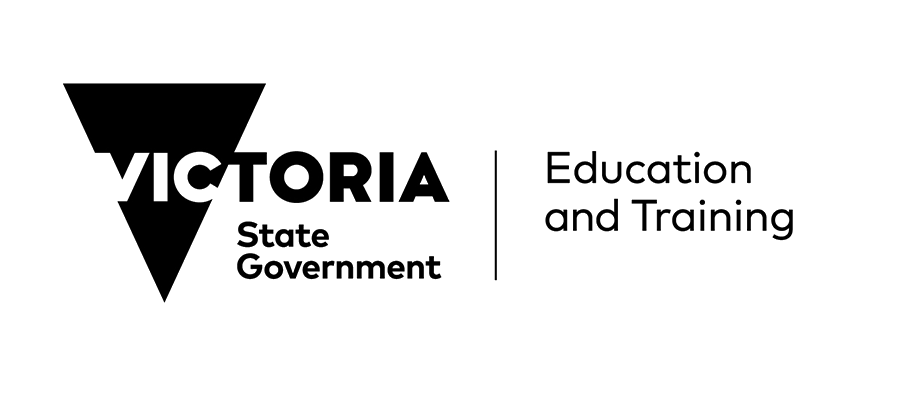 VICTORIA
State
Government
Education
and Training